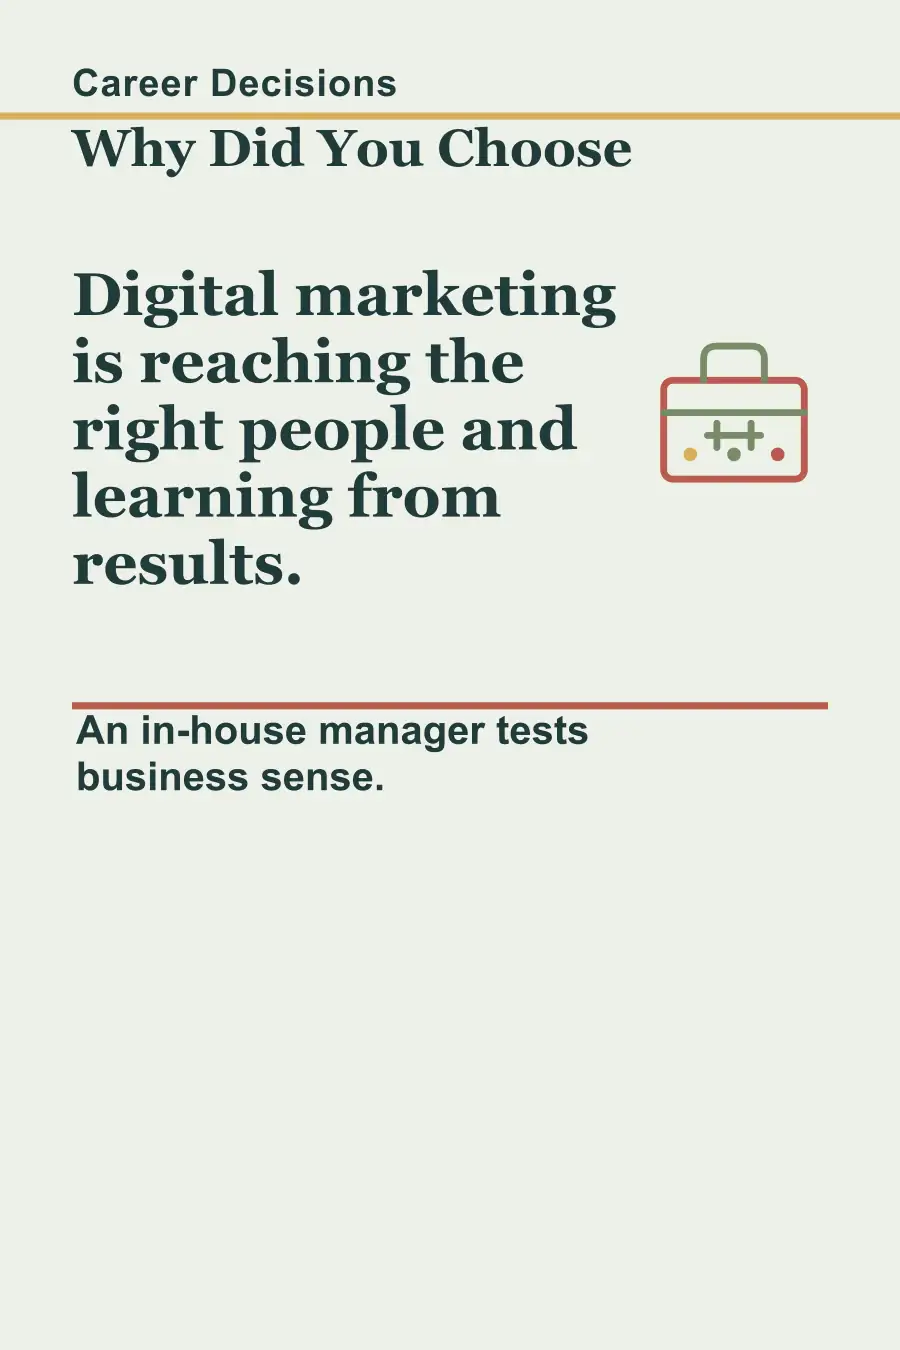 Career Decisions
Why Did You Choose
Digital marketing
is reaching the
right people and
learning from
results.
An in-house manager tests
business sense.